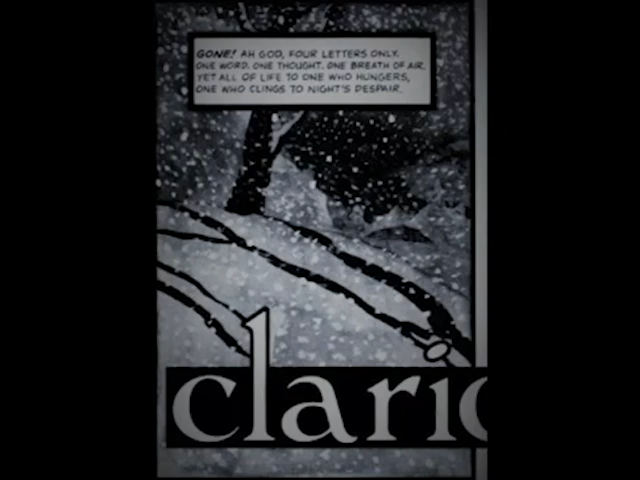 GONE! AH GOD, FOUR LETTERS ONLY.
ONE WORD. ONE THOUGHT. ONE BREATH OF AIR.
YET ALL OF LIFE TO ONE WHO HUNGERS,
ONE WHO CLINGS TO NIGHT'S DESPAIR.
claric